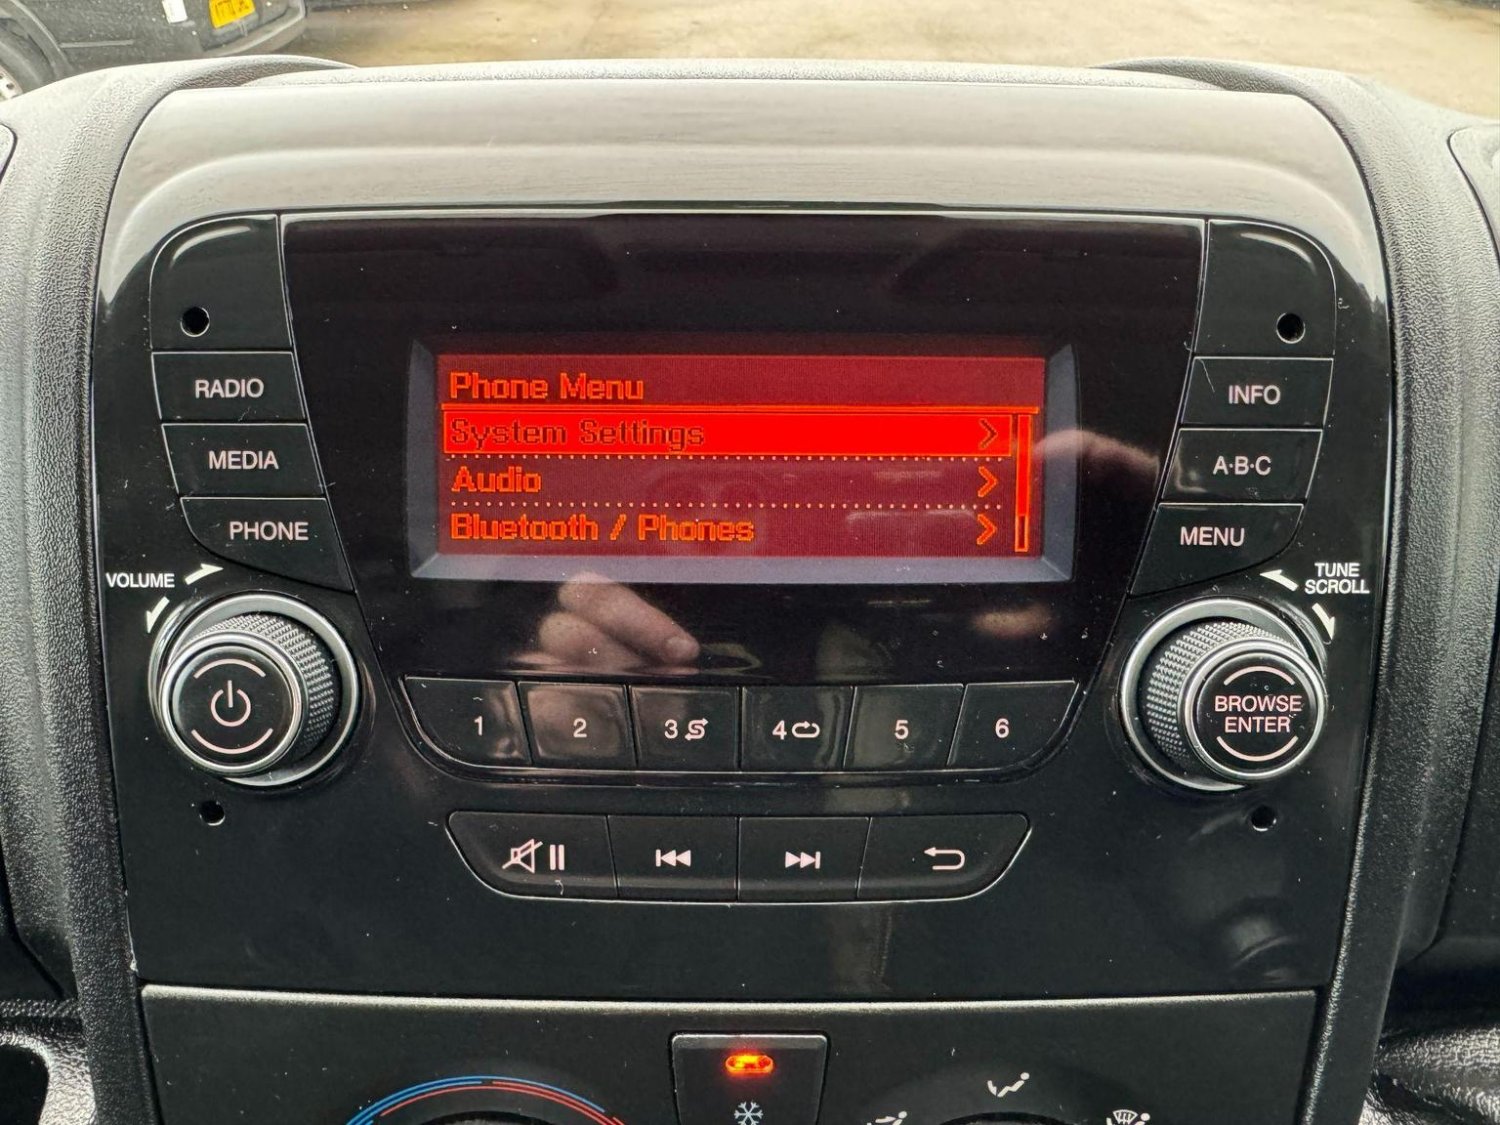 RADIO
MEDIA
PHONE
VOLUME
Phone Menu
System Settings
Audio
Bluetooth / Phones
INFO
A·B·C
MENU
TUNE
SCROLL
1
2
3
4
5
6
BROWSE
ENTER